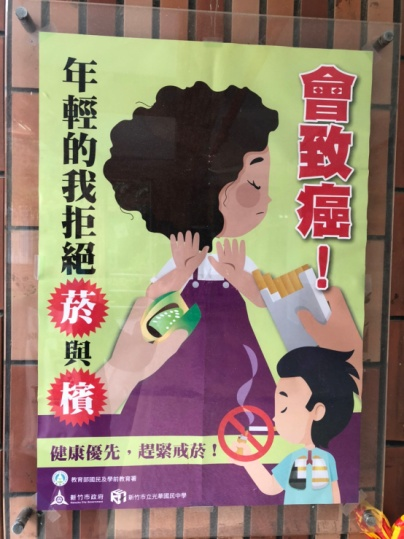 會致癌！
年輕的我拒絕菸與檳
健康優先，趕緊戒菸！
教育部國民及學前教育署
新竹市政府
新竹市立光華國民中學